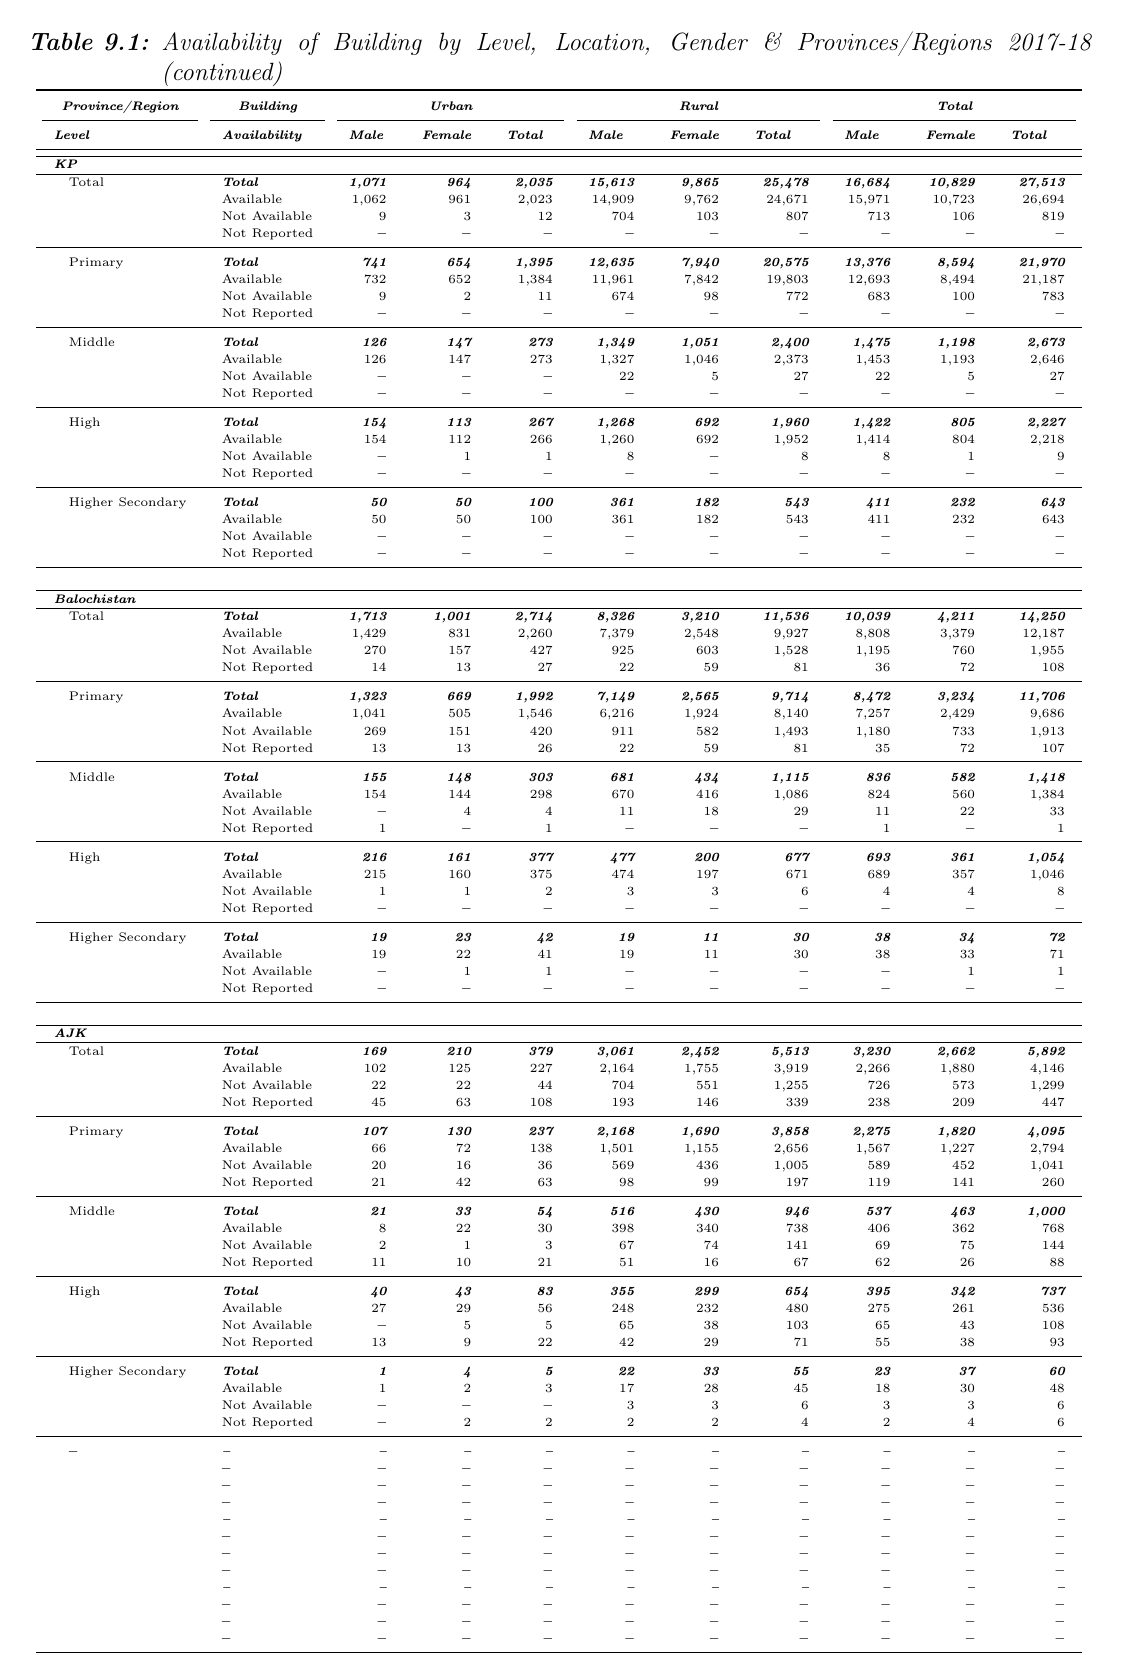 Table 9.1: Availability of Building by Level, Location, Gender & Provinces/Regions 2017-18
(continued)
Province/Region Building Urban Rural Total
Level Availability Male Female Total Male Female Total Male Female Total
KP
Total Total 1,071 964 2,035 15,613 9,865 25,478 16,684 10,829 27,513
Available 1,062 961 2,023 14,909 9,762 24,671 15,971 10,723 26,694
Not Available 9 3 12 704 103 807 713 106 819
Not Reported – – – – – – – – –
Primary Total 741 654 1,395 12,635 7,940 20,575 13,376 8,594 21,970
Available 732 652 1,384 11,961 7,842 19,803 12,693 8,494 21,187
Not Available 9 2 11 674 98 772 683 100 783
Not Reported – – – – – – – – –
Middle Total 126 147 273 1,349 1,051 2,400 1,475 1,198 2,673
Available 126 147 273 1,327 1,046 2,373 1,453 1,193 2,646
Not Available – – – 22 5 27 22 5 27
Not Reported – – – – – – – – –
High Total 154 113 267 1,268 692 1,960 1,422 805 2,227
Available 154 112 266 1,260 692 1,952 1,414 804 2,218
Not Available – 1 1 8 – 8 8 1 9
Not Reported – – – – – – – – –
Higher Secondary Total 50 50 100 361 182 543 411 232 643
Available 50 50 100 361 182 543 411 232 643
Not Available – – – – – – – – –
Not Reported – – – – – – – – –
Balochistan
Total Total 1,713 1,001 2,714 8,326 3,210 11,536 10,039 4,211 14,250
Available 1,429 831 2,260 7,379 2,548 9,927 8,808 3,379 12,187
Not Available 270 157 427 925 603 1,528 1,195 760 1,955
Not Reported 14 13 27 22 59 81 36 72 108
Primary Total 1,323 669 1,992 7,149 2,565 9,714 8,472 3,234 11,706
Available 1,041 505 1,546 6,216 1,924 8,140 7,257 2,429 9,686
Not Available 269 151 420 911 582 1,493 1,180 733 1,913
Not Reported 13 13 26 22 59 81 35 72 107
Middle Total 155 148 303 681 434 1,115 836 582 1,418
Available 154 144 298 670 416 1,086 824 560 1,384
Not Available – 4 4 11 18 29 11 22 33
Not Reported 1 – 1 – – – 1 – 1
High Total 216 161 377 477 200 677 693 361 1,054
Available 215 160 375 474 197 671 689 357 1,046
Not Available 1 1 2 3 3 6 4 4 8
Not Reported – – – – – – – – –
Higher Secondary Total 19 23 42 19 11 30 38 34 72
Available 19 22 41 19 11 30 38 33 71
Not Available – 1 1 – – – – 1 1
Not Reported – – – – – – – – –
AJK
Total Total 169 210 379 3,061 2,452 5,513 3,230 2,662 5,892
Available 102 125 227 2,164 1,755 3,919 2,266 1,880 4,146
Not Available 22 22 44 704 551 1,255 726 573 1,299
Not Reported 45 63 108 193 146 339 238 209 447
Primary Total 107 130 237 2,168 1,690 3,858 2,275 1,820 4,095
Available 66 72 138 1,501 1,155 2,656 1,567 1,227 2,794
Not Available 20 16 36 569 436 1,005 589 452 1,041
Not Reported 21 42 63 98 99 197 119 141 260
Middle Total 21 33 54 516 430 946 537 463 1,000
Available 8 22 30 398 340 738 406 362 768
Not Available 2 1 3 67 74 141 69 75 144
Not Reported 11 10 21 51 16 67 62 26 88
High Total 40 43 83 355 299 654 395 342 737
Available 27 29 56 248 232 480 275 261 536
Not Available – 5 5 65 38 103 65 43 108
Not Reported 13 9 22 42 29 71 55 38 93
Higher Secondary Total 1 4 5 22 33 55 23 37 60
Available 1 2 3 17 28 45 18 30 48
Not Available – – – 3 3 6 3 3 6
Not Reported – 2 2 2 2 4 2 4 6
– – – – – – – – – – –
– – – – – – – – – –
– – – – – – – – – –
– – – – – – – – – –
– – – – – – – – – –
– – – – – – – – – –
– – – – – – – – – –
– – – – – – – – – –
– – – – – – – – – –
– – – – – – – – – –
– – – – – – – – – –
– – – – – – – – – –